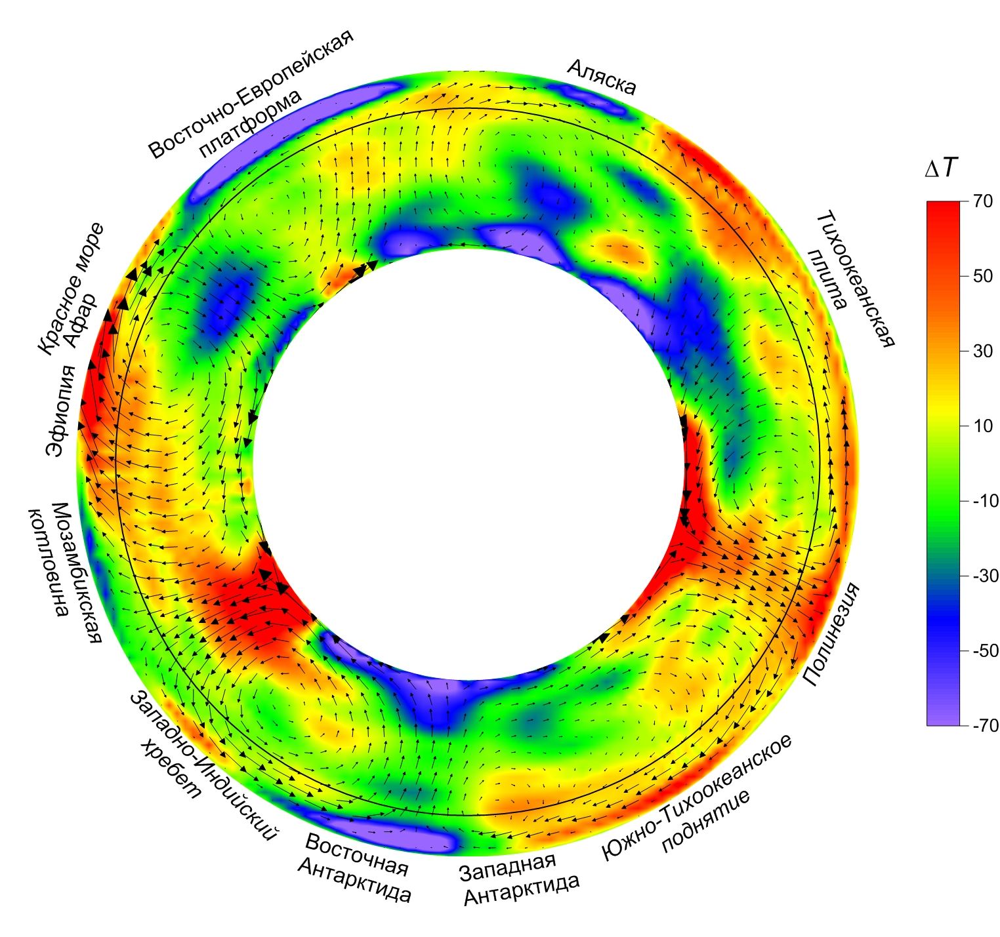 Восточно-Европейская
платформа
Аляска
Тихоокеанская
плита
Полинезия
Южно-Тихоокеанское
поднятие
Западная
Антарктида
Восточная
Антарктида
Западно-Индийский
хребет
Мозамбикская
котловина
Эфиопия
Красное море
Афар
ΔT
70
50
30
10
-10
-30
-50
-70